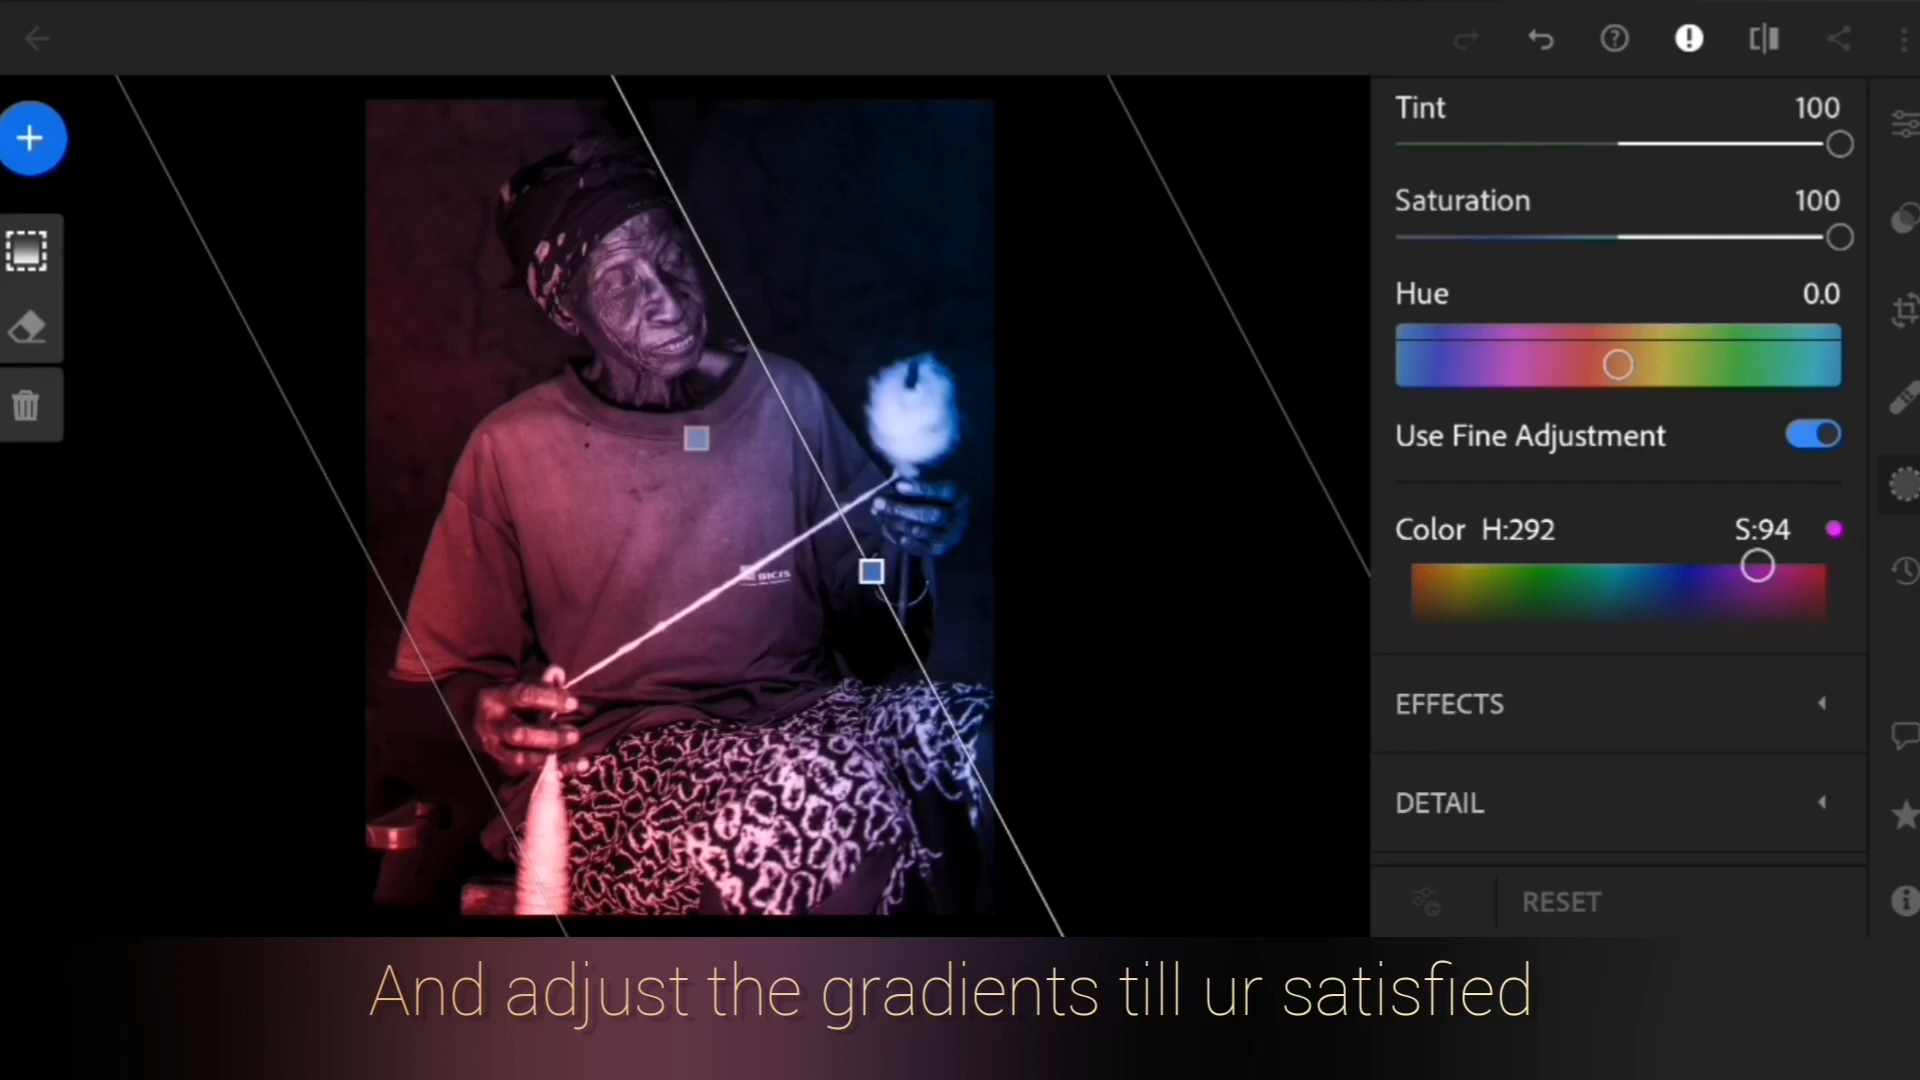 Tint 100
Saturation 100
Hue 0.0
Use Fine Adjustment
Color H:292 S:94
EFFECTS
DETAIL
RESET
BICIS
And adjust the gradients till ur satisfied